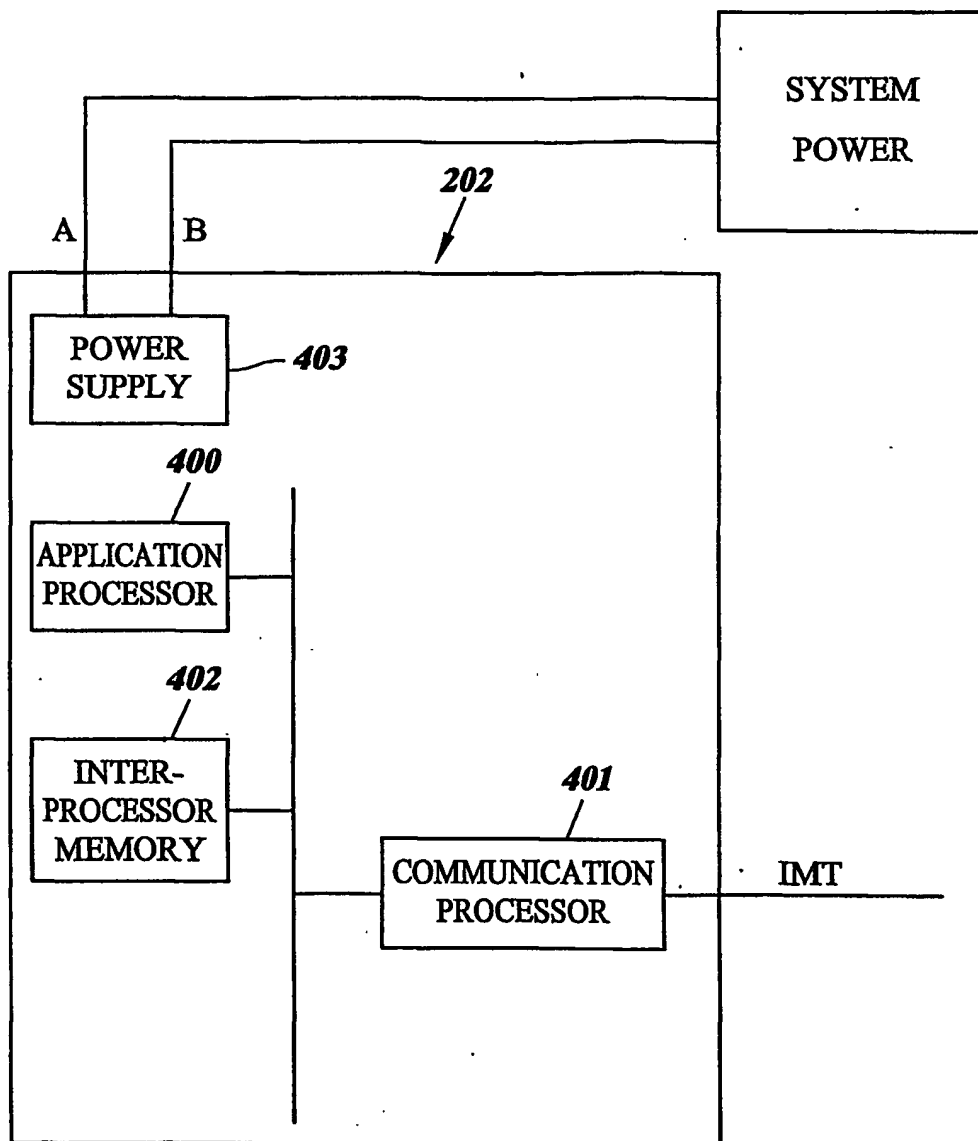 SYSTEM
POWER
202
A
B
POWER
SUPPLY
403
400
APPLICATION
PROCESSOR
402
INTER-
PROCESSOR
MEMORY
401
COMMUNICATION
PROCESSOR
IMT